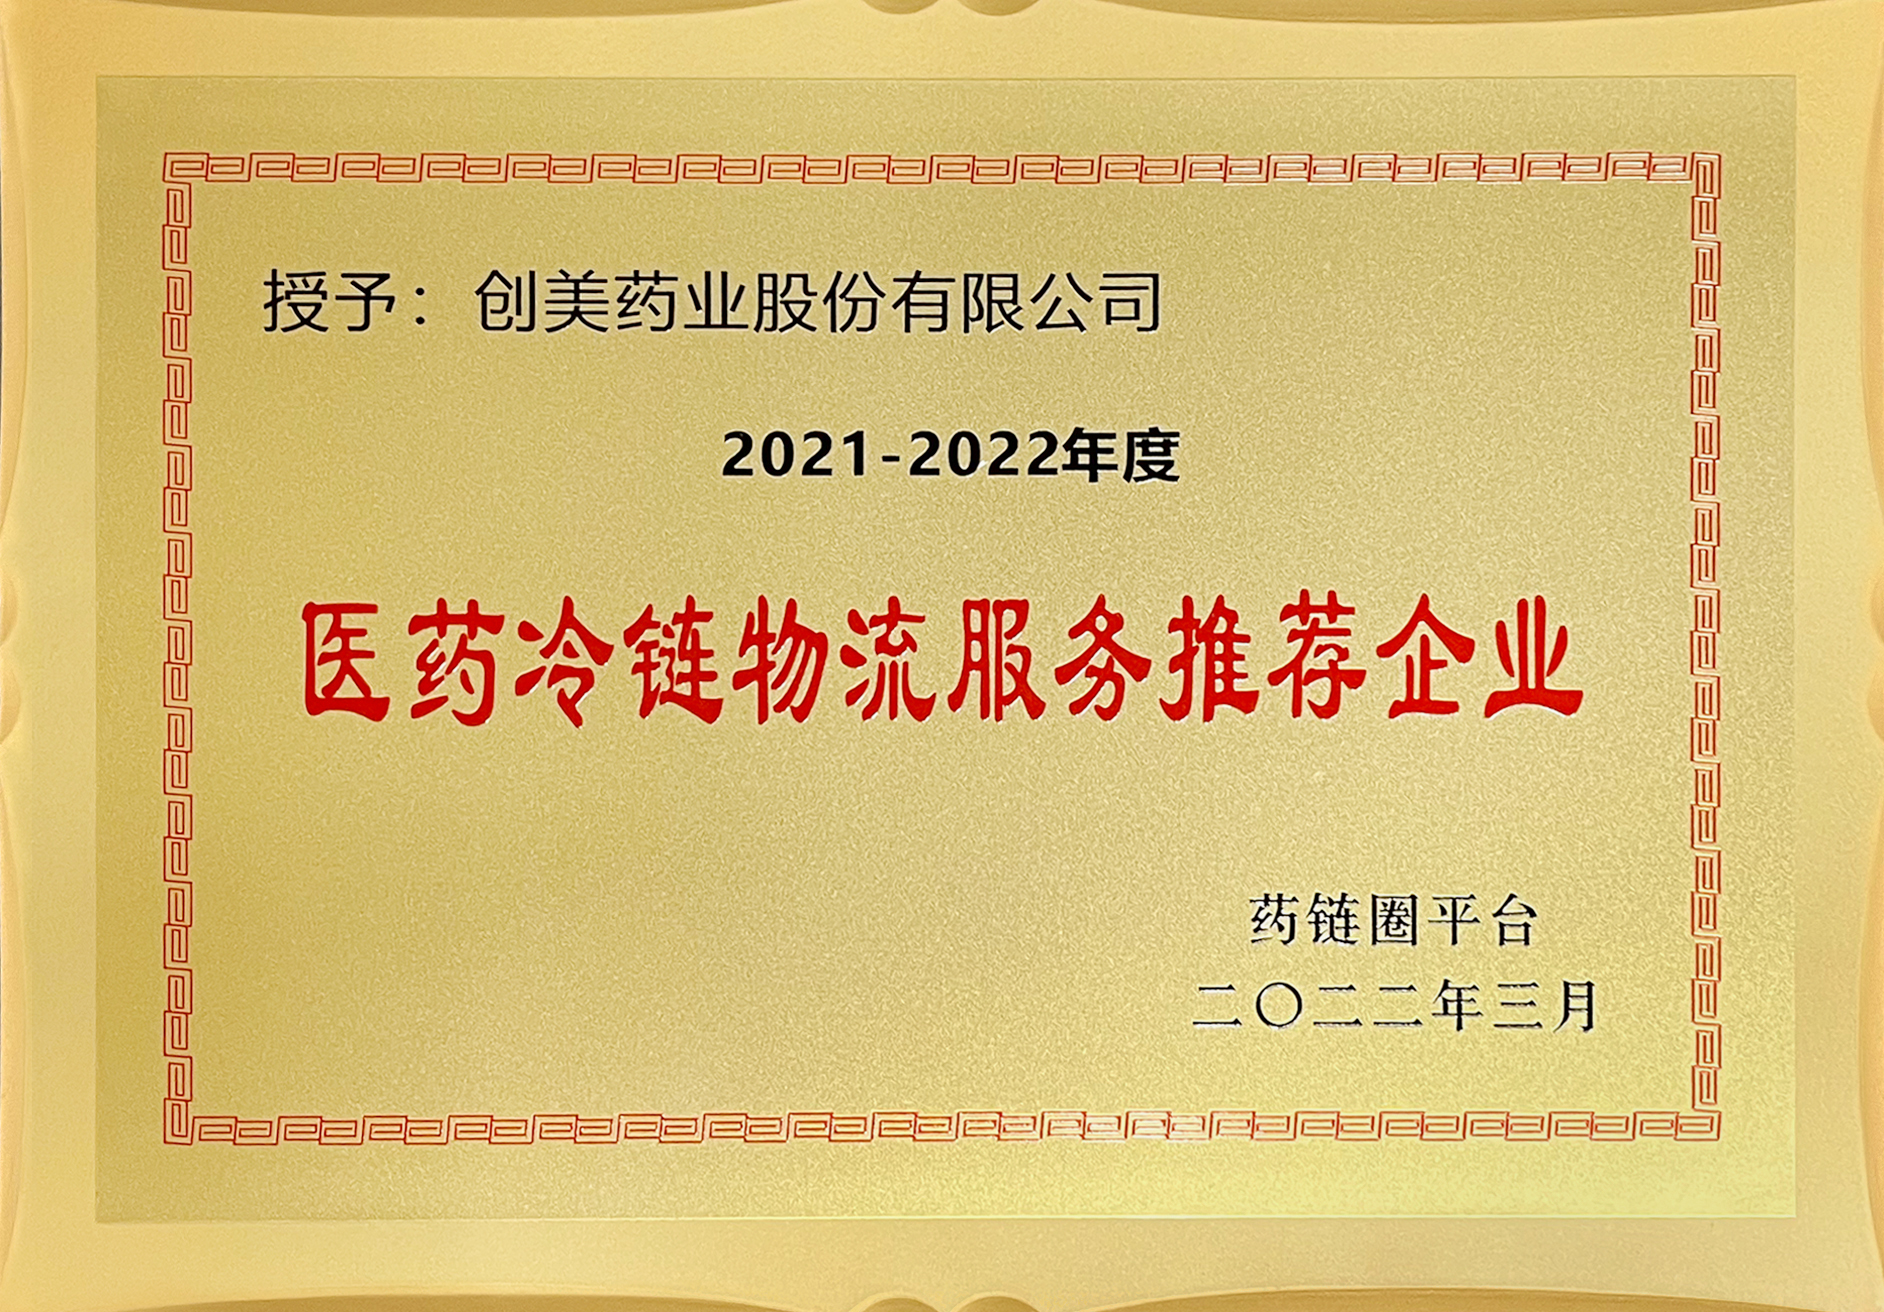 授予：创美药业股份有限公司
2021-2022年度
医药冷链物流服务推荐企业
药链圈平台
二〇二二年三月